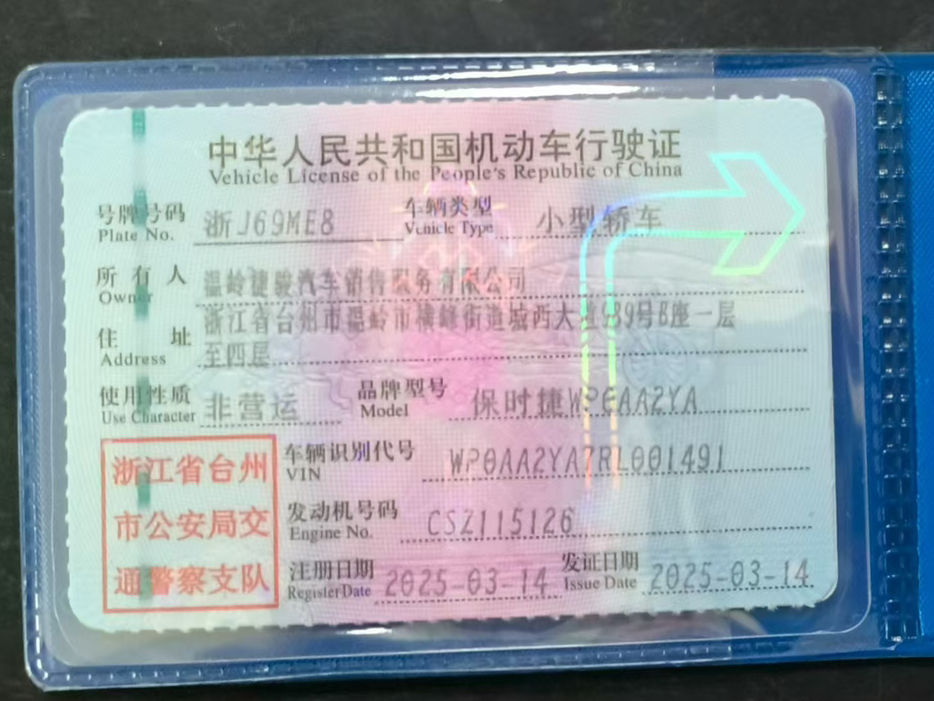 中华人民共和国机动车行驶证
Vehicle License of the People's Republic of China
号牌号码 浙J69ME8 车辆类型 小型轿车
Plate No. Vehicle Type
所有人 温岭捷骏汽车销售服务有限公司
Owner
住址 浙江省台州市温岭市横峰街道城西大道939号B座一层
Address 至四层
使用性质 非营运 品牌型号 保时捷WP0AA2YA
Use Character Model
浙江省台州
市公安局交
通警察支队
车辆识别代号 WP0AA2YA7RL001491
VIN
发动机号码 CSZ115126
Engine No.
注册日期 2025-03-14 发证日期 2025-03-14
Register Date Issue Date